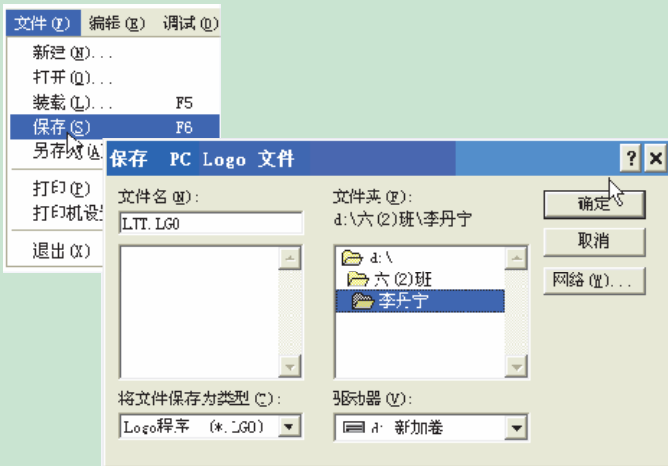 文件(F) 编辑(E) 调试(D)
新建(N)...
打开(O)...
装载(L)... F5
保存(S) F6
另存为(A
打印(P)
打印机设
退出(X)
保存 PC Logo 文件
文件名(N):
LTT.LGO
文件夹(F):
d:\六(2)班\李丹宁
d:\
六(2)班
李丹宁
确定
取消
网络(W)...
将文件保存为类型(T):
Logo程序 (*.LGO)
驱动器(V):
d: 新加卷